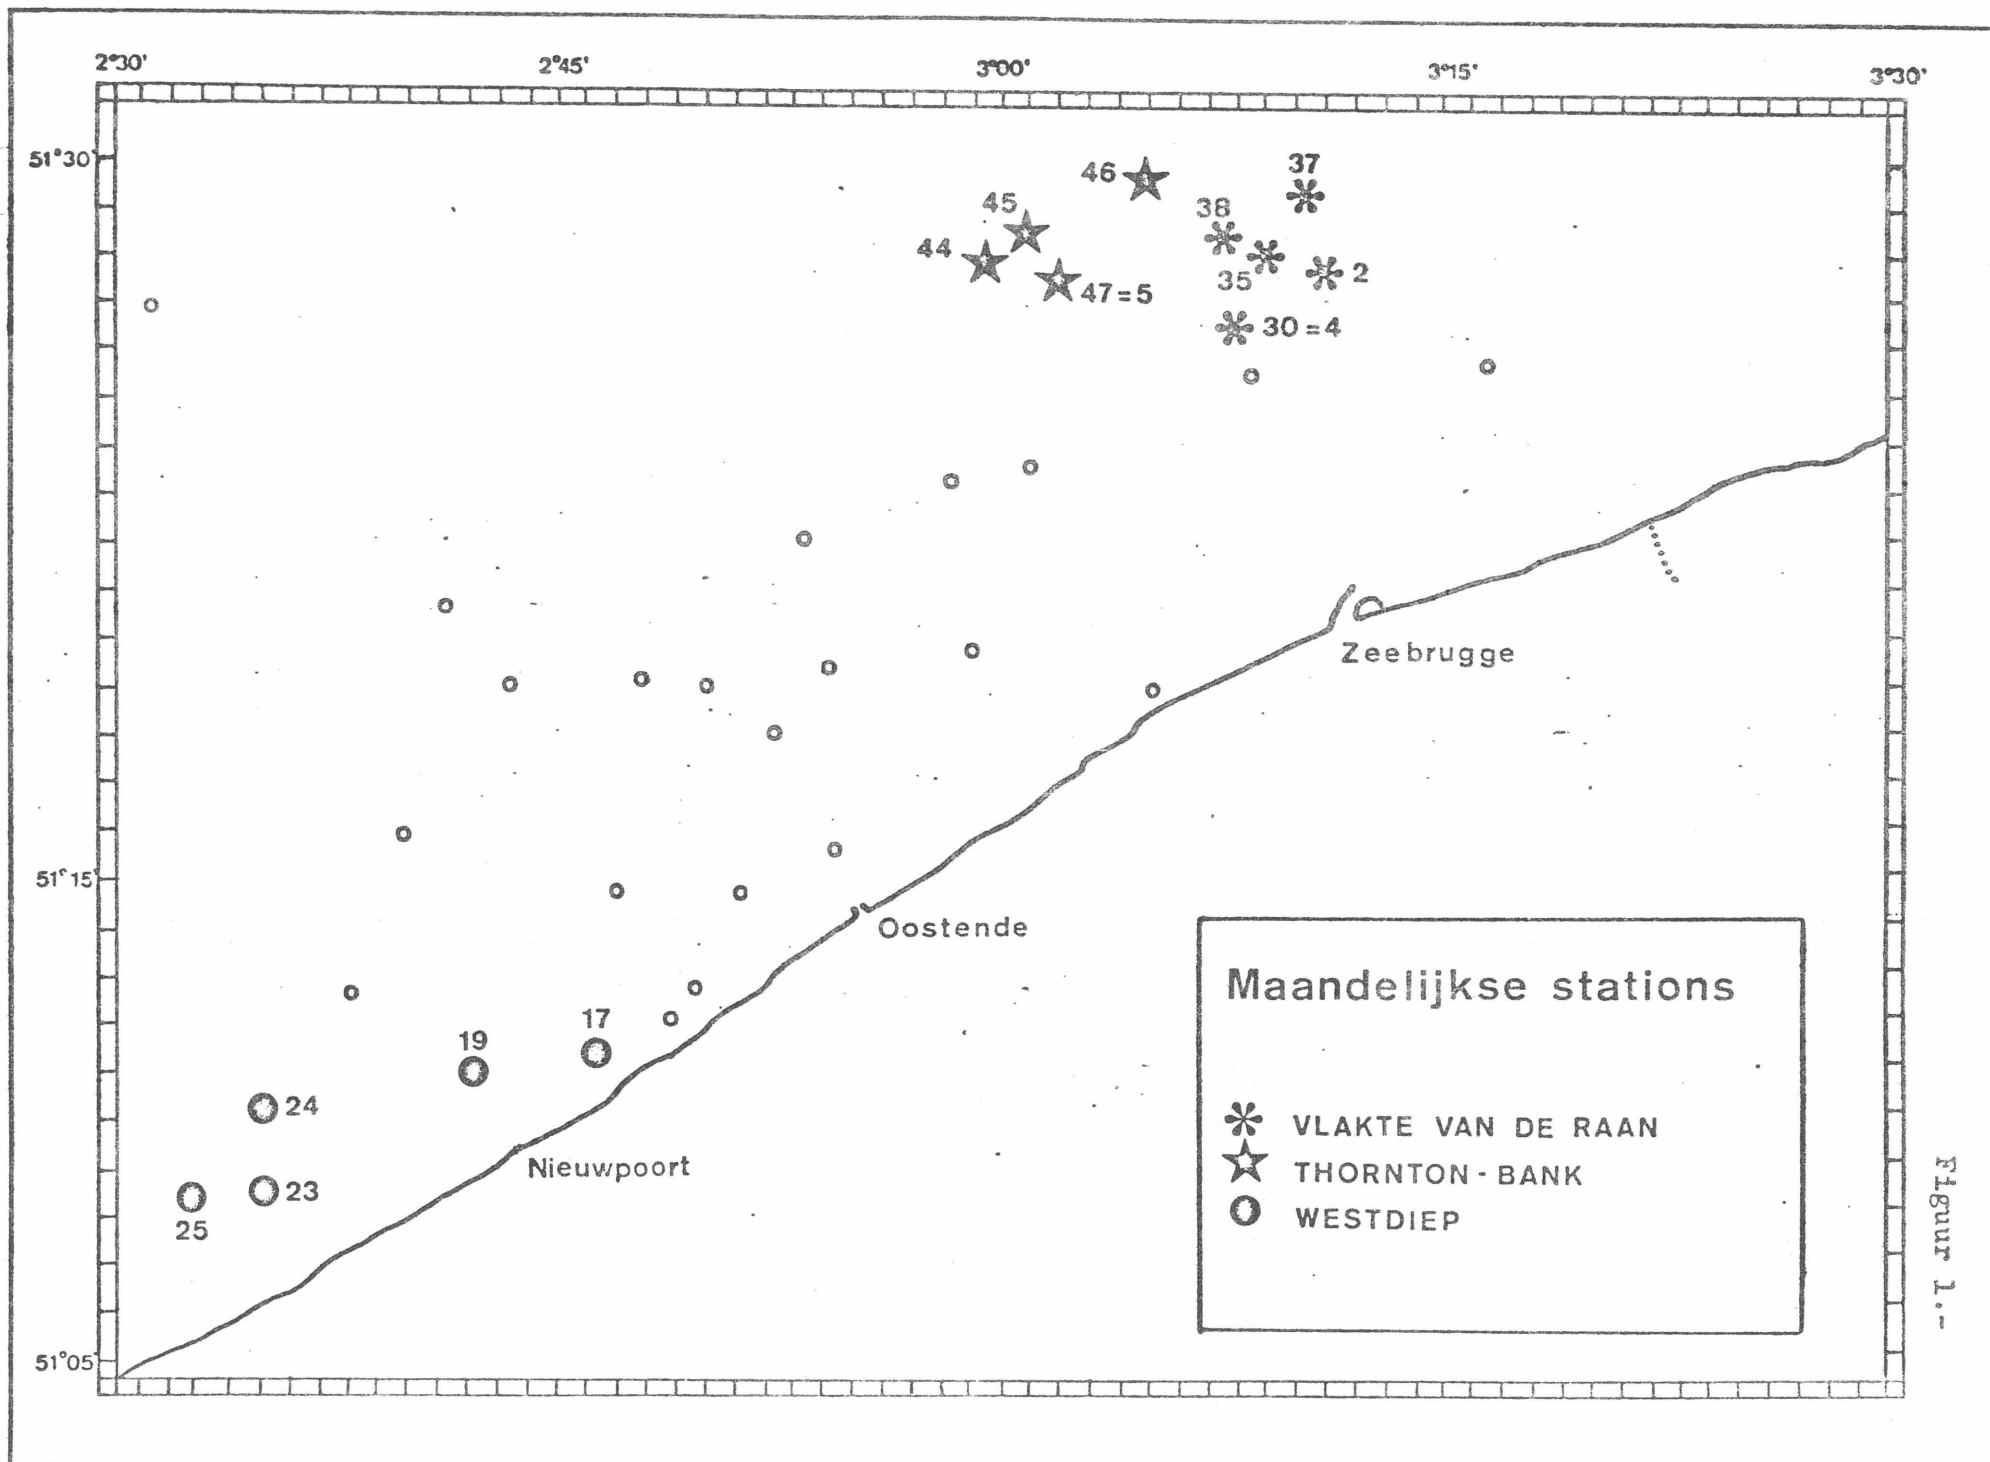 2°30'
2°45'
3°00'
3°15'
3°30'
51°30'
51°15'
51°05'
46
37
45
38
44
35
2
47=5
30=4
Zeebrugge
Oostende
17
19
24
Nieuwpoort
23
25
Maandelijkse stations
VLAKTE VAN DE RAAN
THORNTON-BANK
WESTDIEP
Figuur 1.-